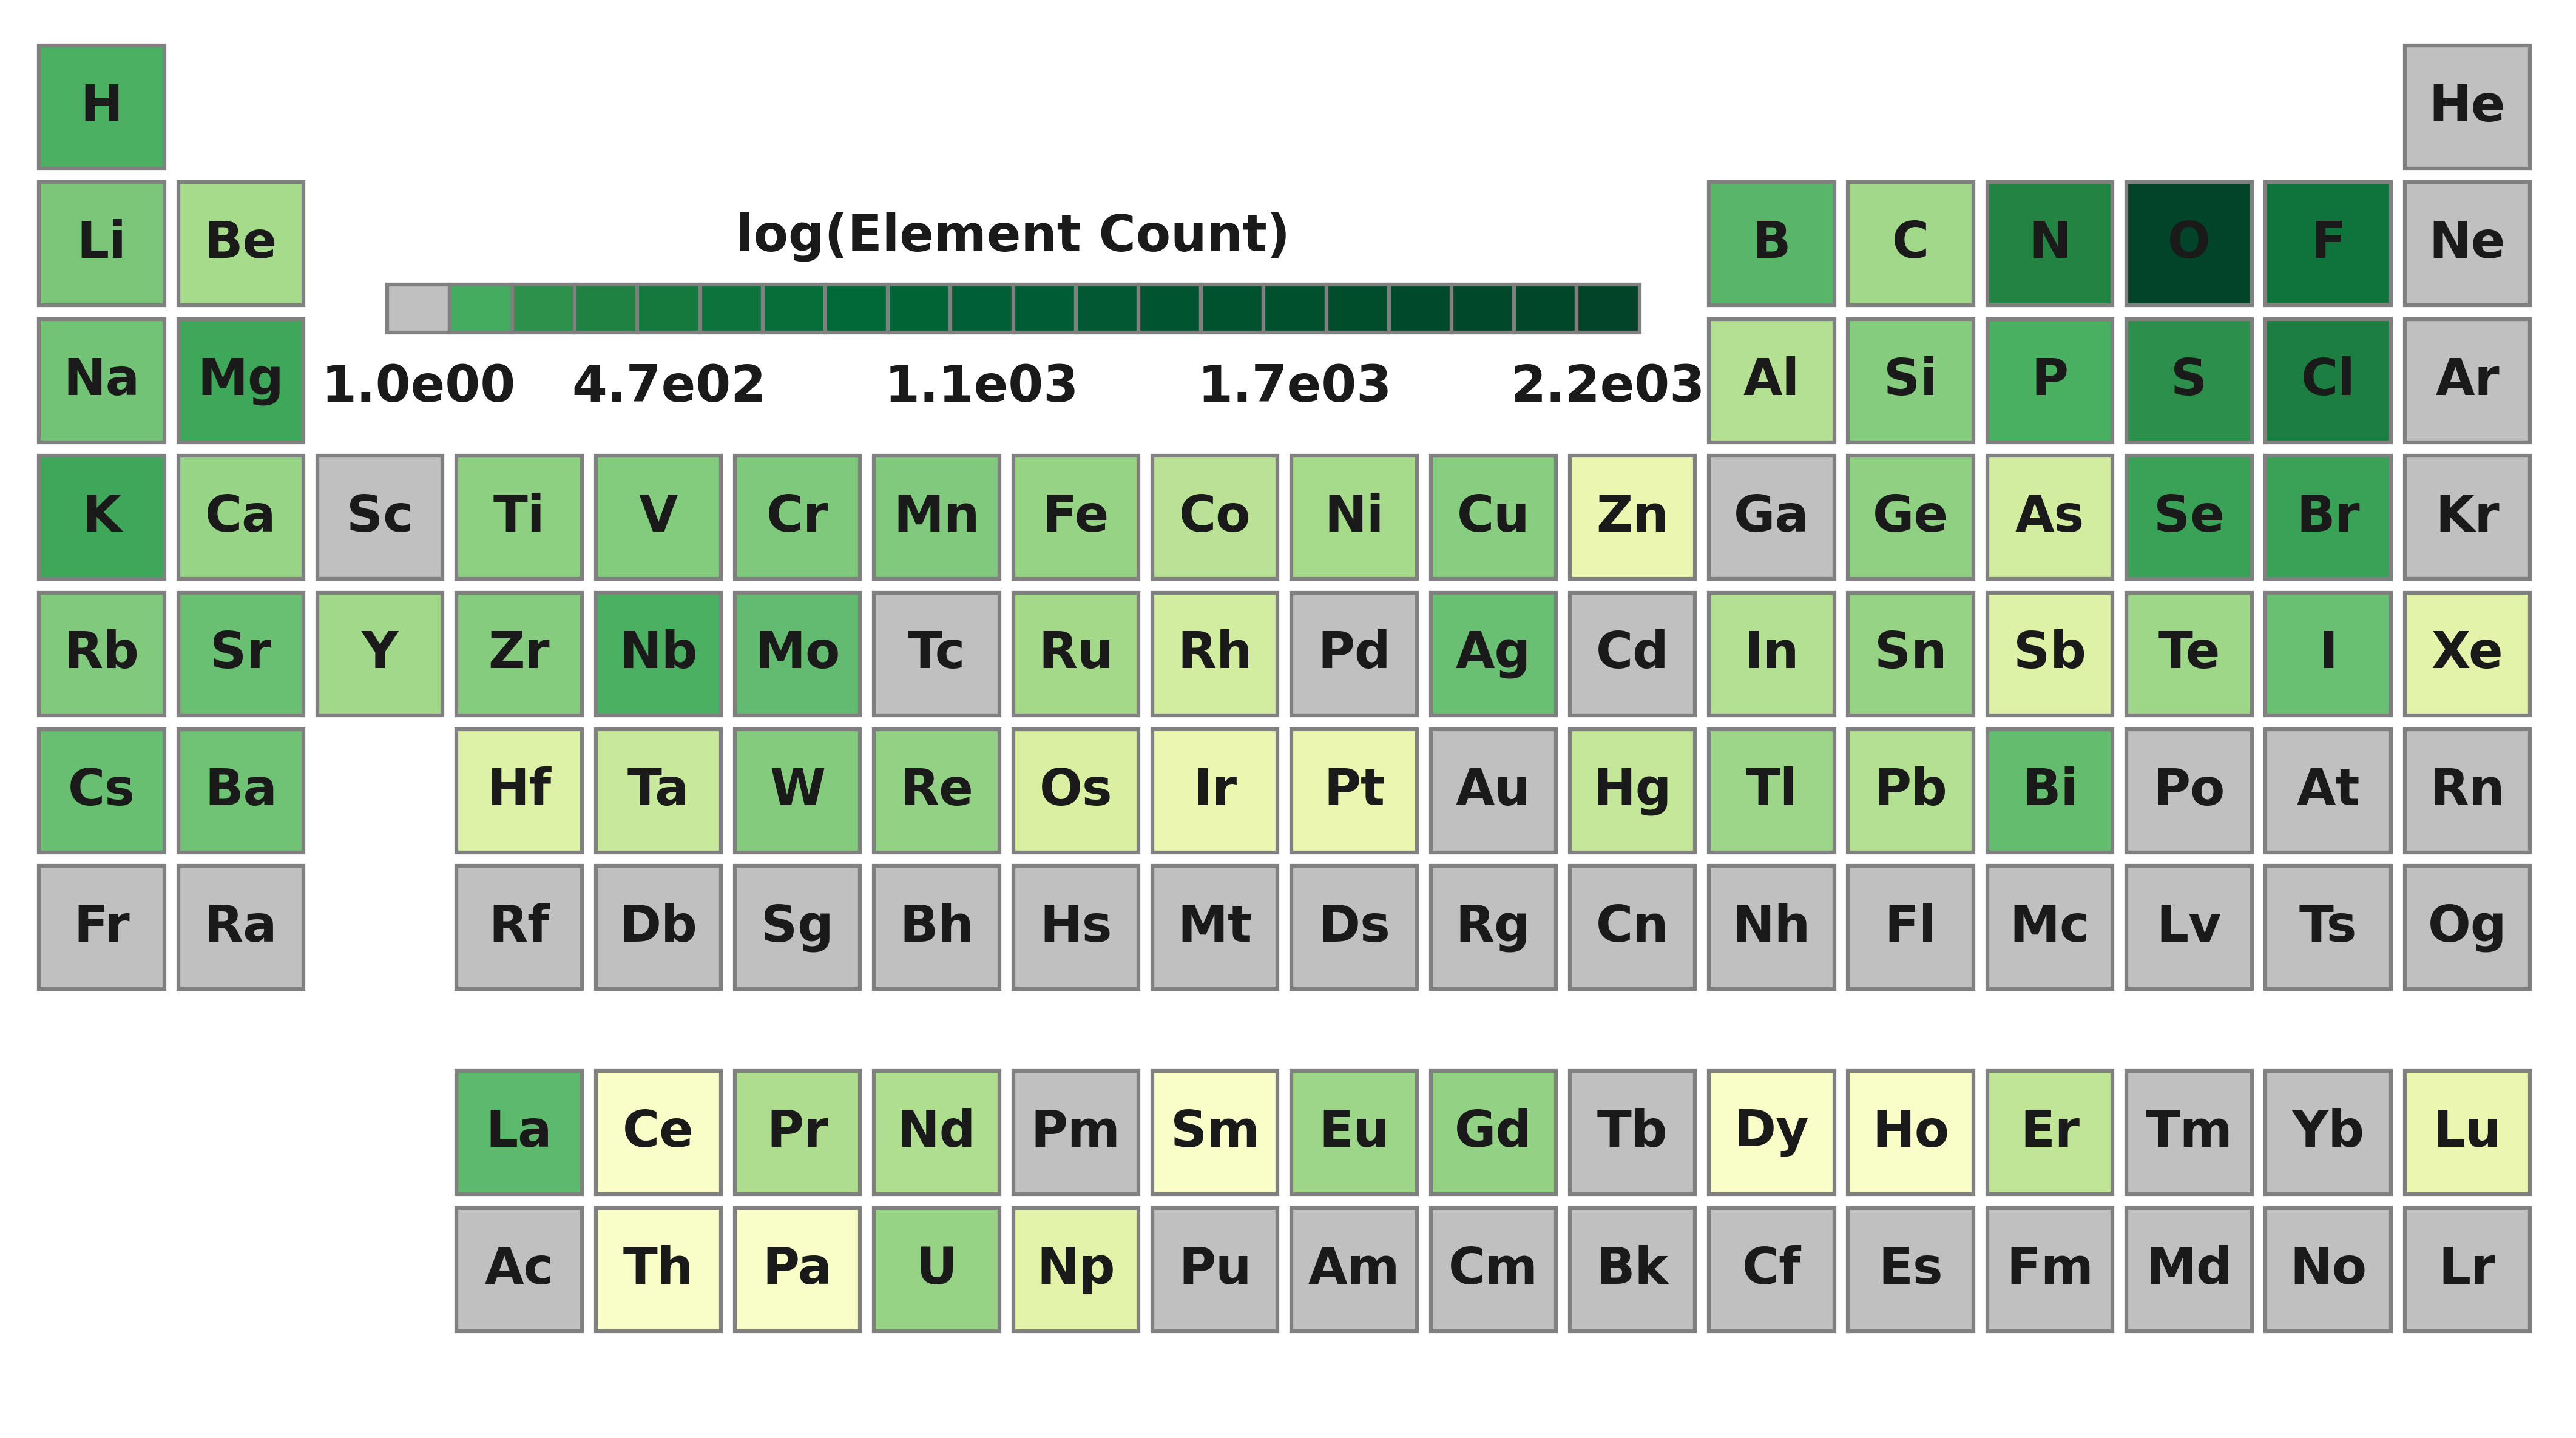 H He
Li Be B C N O F Ne
log(Element Count)
Na Mg Al Si P S Cl Ar
1.0e00 4.7e02 1.1e03 1.7e03 2.2e03
K Ca Sc Ti V Cr Mn Fe Co Ni Cu Zn Ga Ge As Se Br Kr
Rb Sr Y Zr Nb Mo Tc Ru Rh Pd Ag Cd In Sn Sb Te I Xe
Cs Ba Hf Ta W Re Os Ir Pt Au Hg Tl Pb Bi Po At Rn
Fr Ra Rf Db Sg Bh Hs Mt Ds Rg Cn Nh Fl Mc Lv Ts Og
La Ce Pr Nd Pm Sm Eu Gd Tb Dy Ho Er Tm Yb Lu
Ac Th Pa U Np Pu Am Cm Bk Cf Es Fm Md No Lr